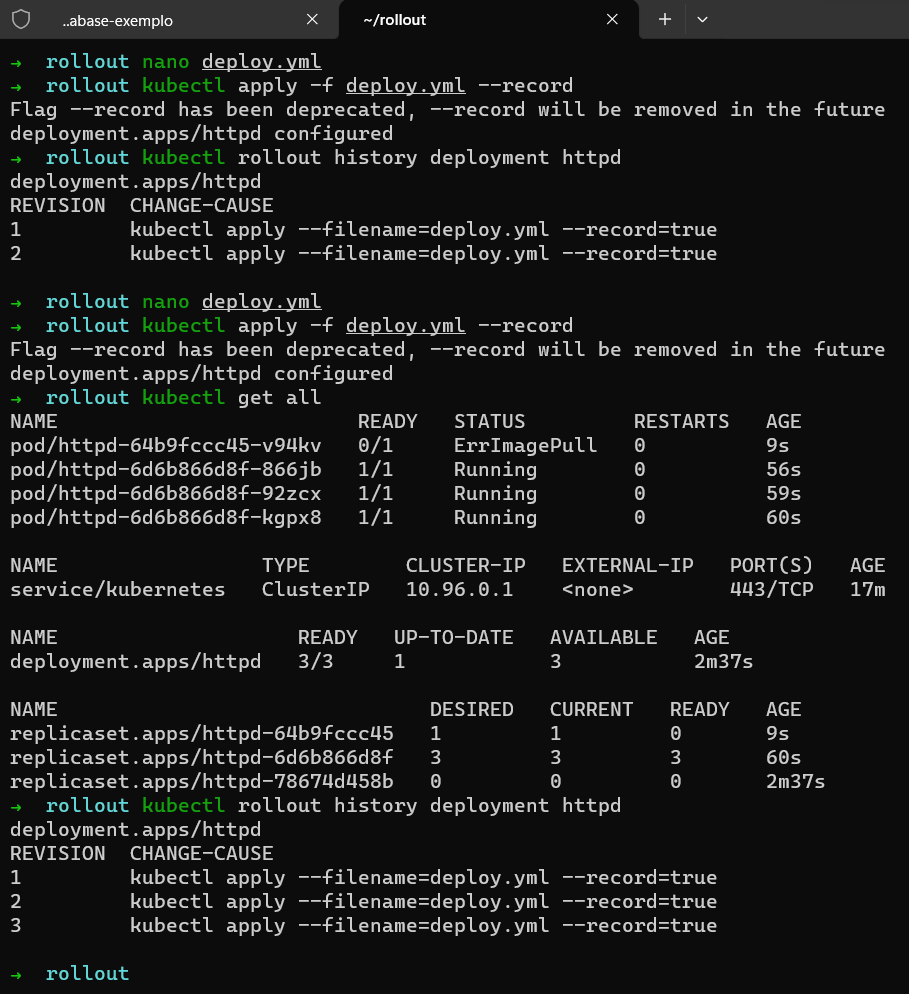 ..abase-exemplo
~/rollout
→ rollout nano deploy.yml
→ rollout kubectl apply -f deploy.yml --record
Flag --record has been deprecated, --record will be removed in the future
deployment.apps/httpd configured
→ rollout kubectl rollout history deployment httpd
deployment.apps/httpd
REVISION  CHANGE-CAUSE
1         kubectl apply --filename=deploy.yml --record=true
2         kubectl apply --filename=deploy.yml --record=true
→ rollout nano deploy.yml
→ rollout kubectl apply -f deploy.yml --record
Flag --record has been deprecated, --record will be removed in the future
deployment.apps/httpd configured
→ rollout kubectl get all
NAME                         READY   STATUS         RESTARTS   AGE
pod/httpd-64b9fccc45-v94kv   0/1     ErrImagePull   0          9s
pod/httpd-6d6b866d8f-866jb   1/1     Running        0          56s
pod/httpd-6d6b866d8f-92zcx   1/1     Running        0          59s
pod/httpd-6d6b866d8f-kgpx8   1/1     Running        0          60s
NAME                 TYPE        CLUSTER-IP   EXTERNAL-IP   PORT(S)   AGE
service/kubernetes   ClusterIP   10.96.0.1    <none>        443/TCP   17m
NAME                    READY   UP-TO-DATE   AVAILABLE   AGE
deployment.apps/httpd   3/3     1            3           2m37s
NAME                               DESIRED   CURRENT   READY   AGE
replicaset.apps/httpd-64b9fccc45   1         1         0       9s
replicaset.apps/httpd-6d6b866d8f   3         3         3       60s
replicaset.apps/httpd-78674d458b   0         0         0       2m37s
→ rollout kubectl rollout history deployment httpd
deployment.apps/httpd
REVISION  CHANGE-CAUSE
1         kubectl apply --filename=deploy.yml --record=true
2         kubectl apply --filename=deploy.yml --record=true
3         kubectl apply --filename=deploy.yml --record=true
→ rollout